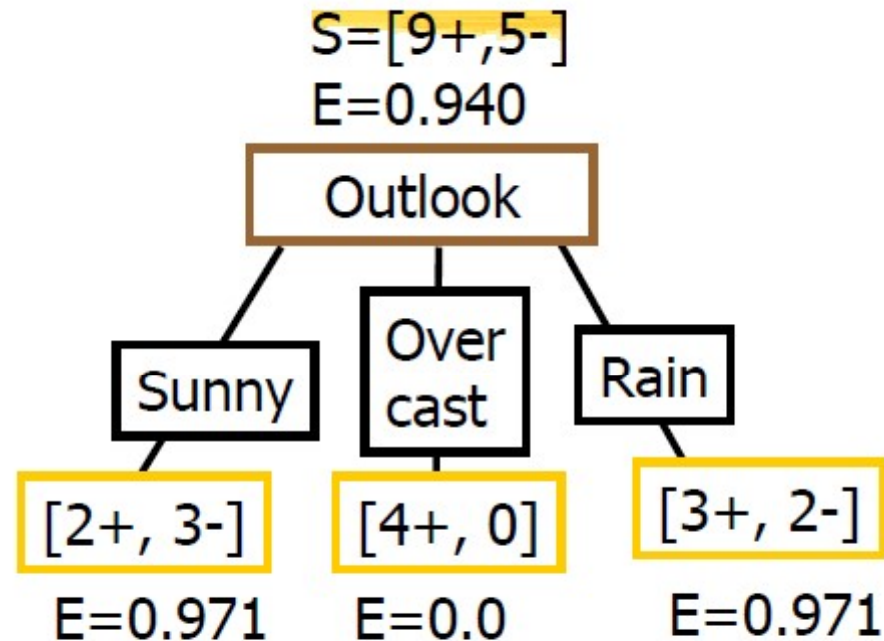 S=[9+,5-]
E=0.940
Outlook
Sunny
Over
cast
Rain
[2+, 3-]
[4+, 0]
[3+, 2-]
E=0.971
E=0.0
E=0.971